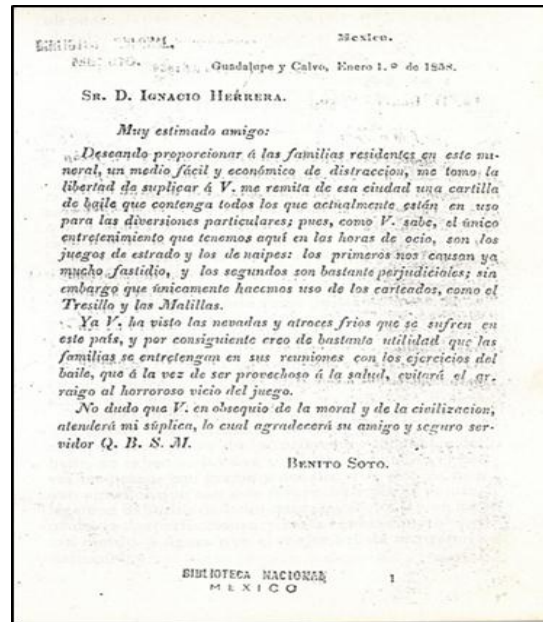 Mexico.
BIBLIOTECA NACIONAL.
Guadalupe y Calvo, Enero 1.º de 1858.
SR. D. IGNACIO HERRERA.
Muy estimado amigo:
Deseando proporcionar á las familias residentes en este mi-
neral, un medio fácil y económico de distraccion, me tomo la
libertad de suplicar á V. me remita de esa ciudad una cartilla
de baile que contenga todos los que actualmente están en uso
para las diversiones particulares; pues, como V. sabe, el único
entretenimiento que tenemos aquí en las horas de ocio, son los
juegos de estrado y los de naipes: los primeros nos causan ya
mucho fastidio, y los segundos son bastante perjudiciales; sin
embargo que únicamente hacemos uso de los carteados, como el
Tresillo y las Malillas.
Ya V. ha visto las nevadas y atroces frios que se sufren en
este país, y por consiguiente creo de bastante utilidad que las
familias se entretengan en sus reuniones con los ejercicios del
baile, que á la vez de ser provechoso á la salud, evitará el ar-
raigo al horroroso vicio del juego.
No dudo que V. en obsequio de la moral y de la civilizacion,
atenderá mi súplica, lo cual agradecerá su amigo y seguro ser-
vidor Q. B. S. M.
BENITO SOTO.
BIBLIOTECA NACIONAL
MEXICO
1